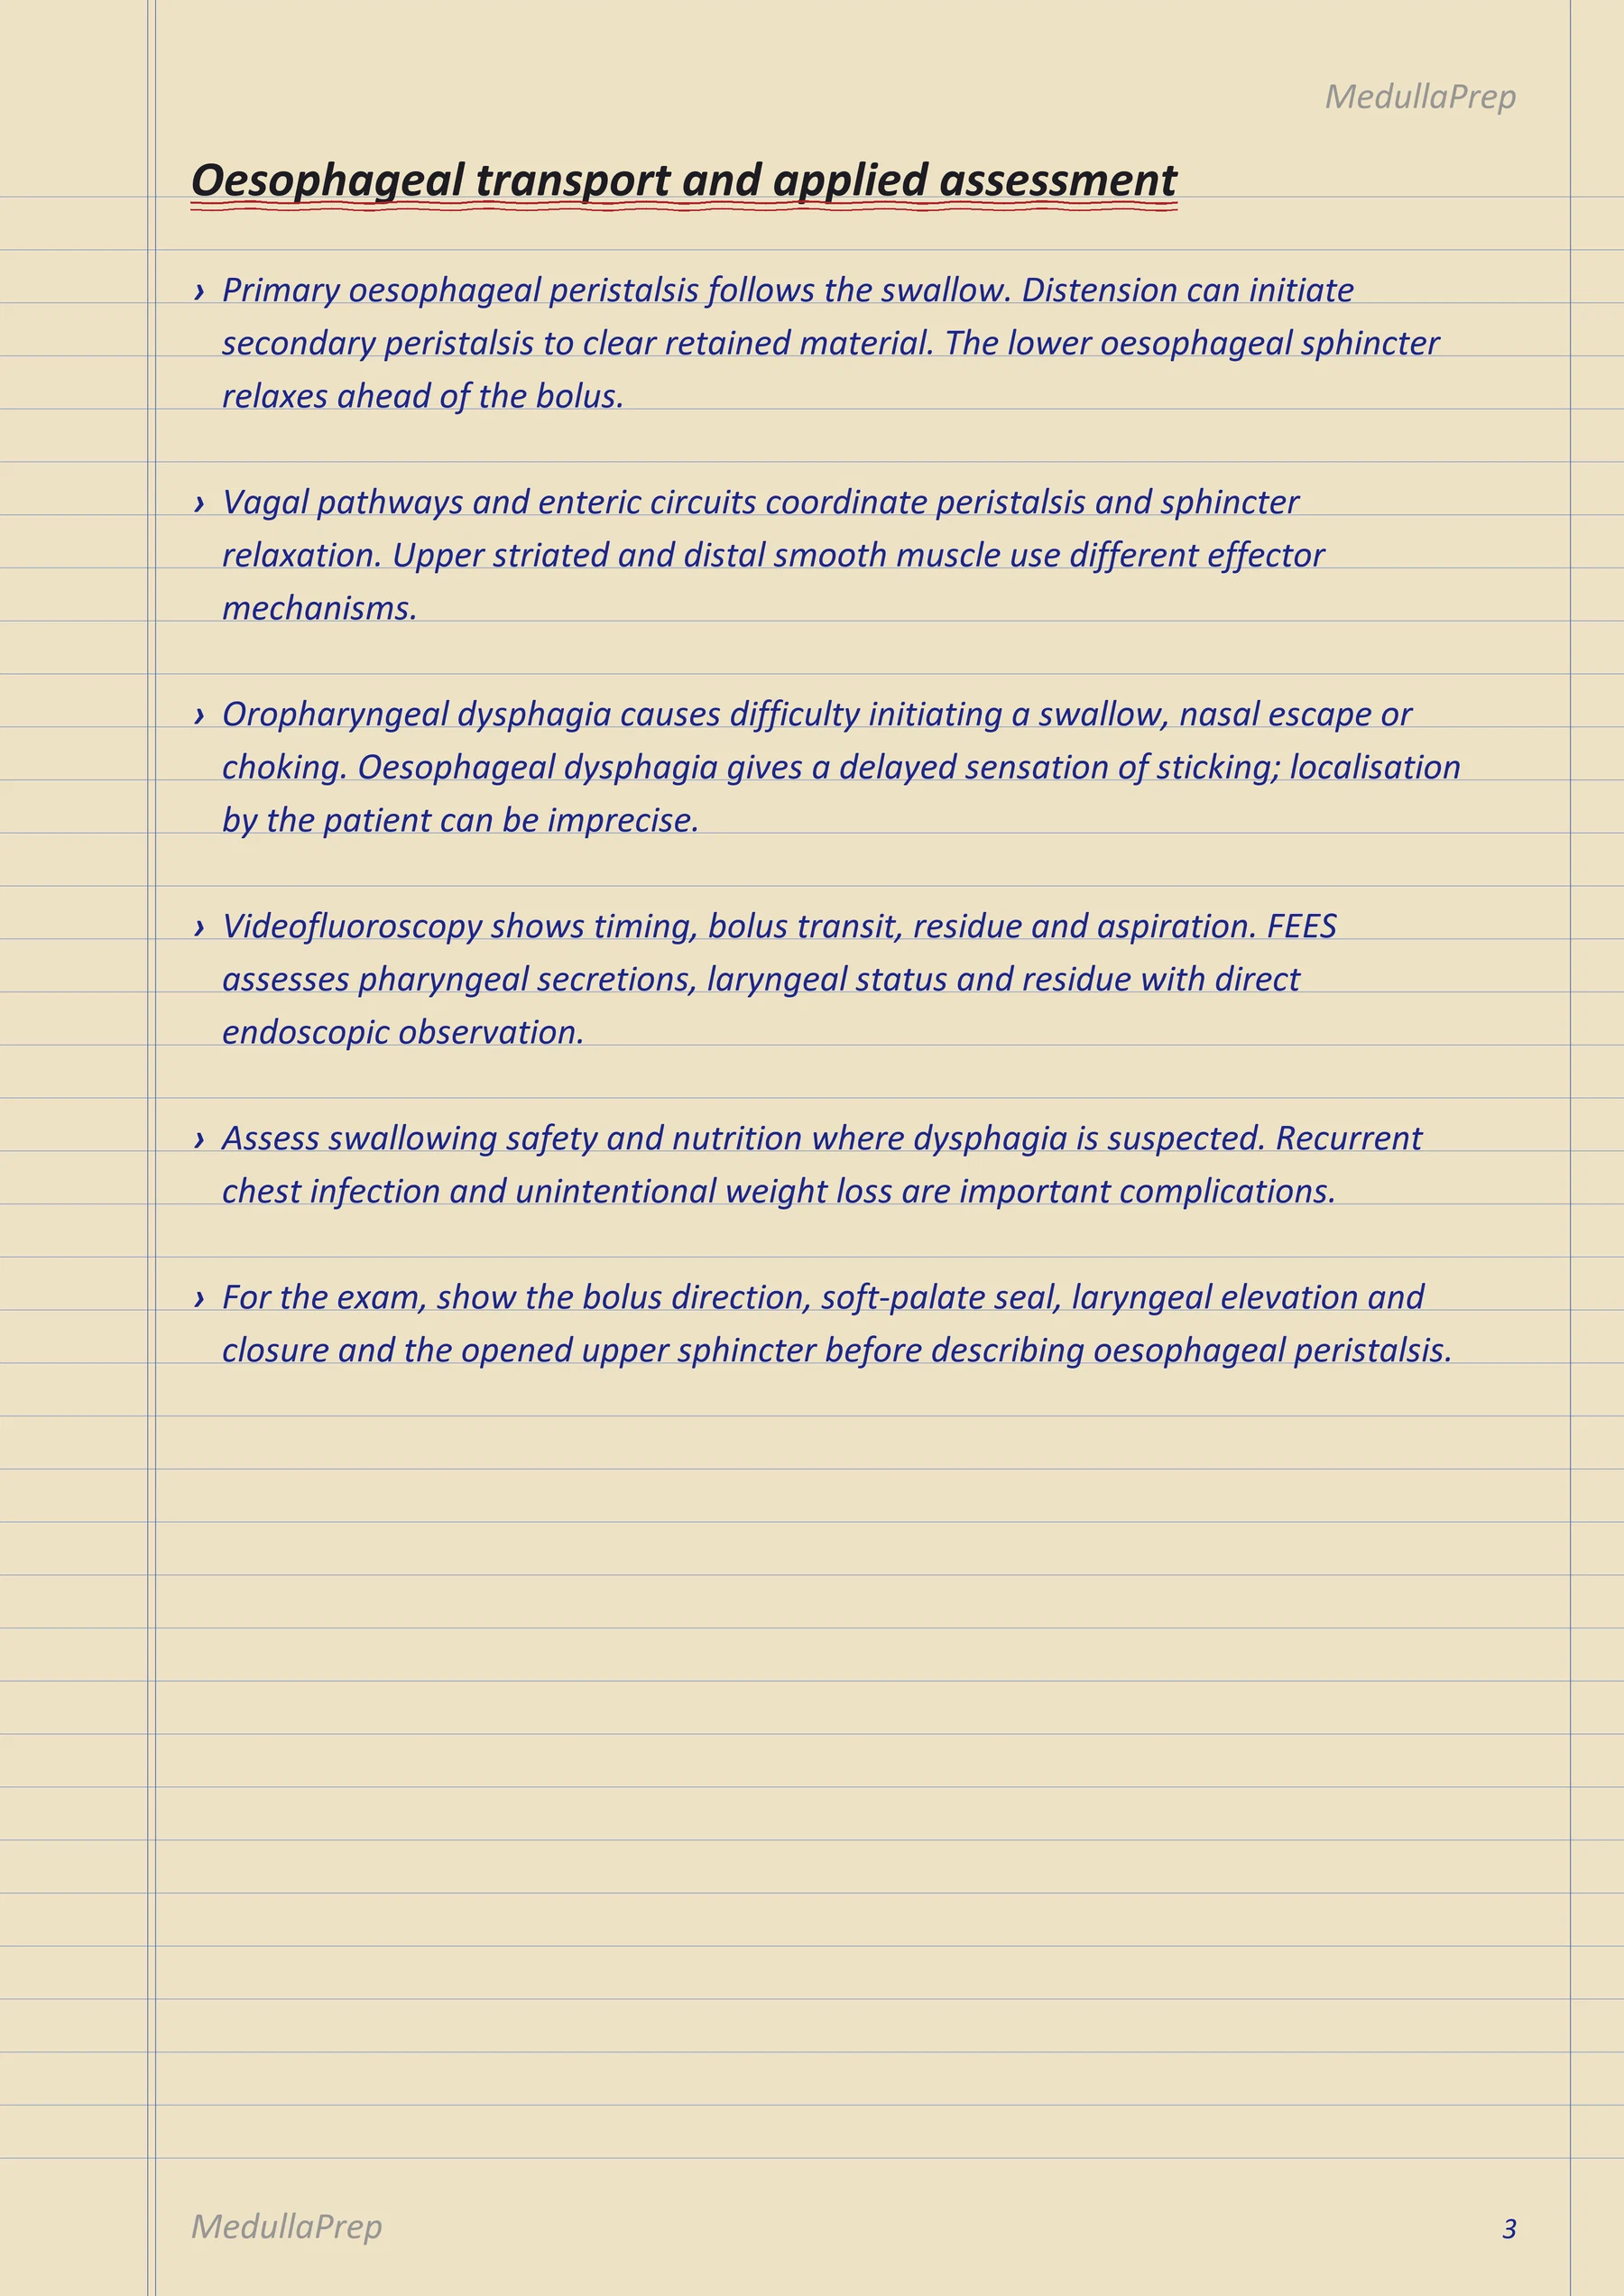 MedullaPrep
Oesophageal transport and applied assessment
› Primary oesophageal peristalsis follows the swallow. Distension can initiate
secondary peristalsis to clear retained material. The lower oesophageal sphincter
relaxes ahead of the bolus.
› Vagal pathways and enteric circuits coordinate peristalsis and sphincter
relaxation. Upper striated and distal smooth muscle use different effector
mechanisms.
› Oropharyngeal dysphagia causes difficulty initiating a swallow, nasal escape or
choking. Oesophageal dysphagia gives a delayed sensation of sticking; localisation
by the patient can be imprecise.
› Videofluoroscopy shows timing, bolus transit, residue and aspiration. FEES
assesses pharyngeal secretions, laryngeal status and residue with direct
endoscopic observation.
› Assess swallowing safety and nutrition where dysphagia is suspected. Recurrent
chest infection and unintentional weight loss are important complications.
› For the exam, show the bolus direction, soft-palate seal, laryngeal elevation and
closure and the opened upper sphincter before describing oesophageal peristalsis.
MedullaPrep
3